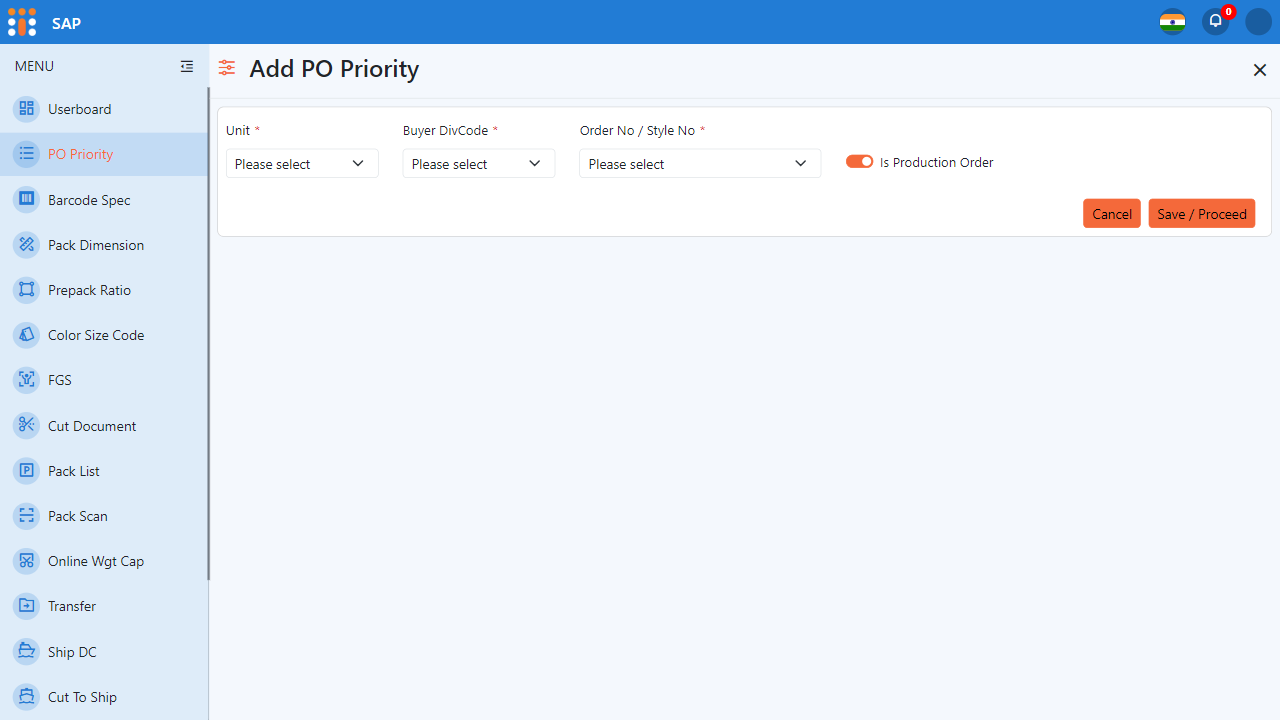 SAP
0
MENU
Userboard
PO Priority
Barcode Spec
Pack Dimension
Prepack Ratio
Color Size Code
FGS
Cut Document
Pack List
Pack Scan
Online Wgt Cap
Transfer
Ship DC
Cut To Ship
Add PO Priority
Unit *
Buyer DivCode *
Order No / Style No *
Please select
Please select
Please select
Is Production Order
Cancel
Save / Proceed